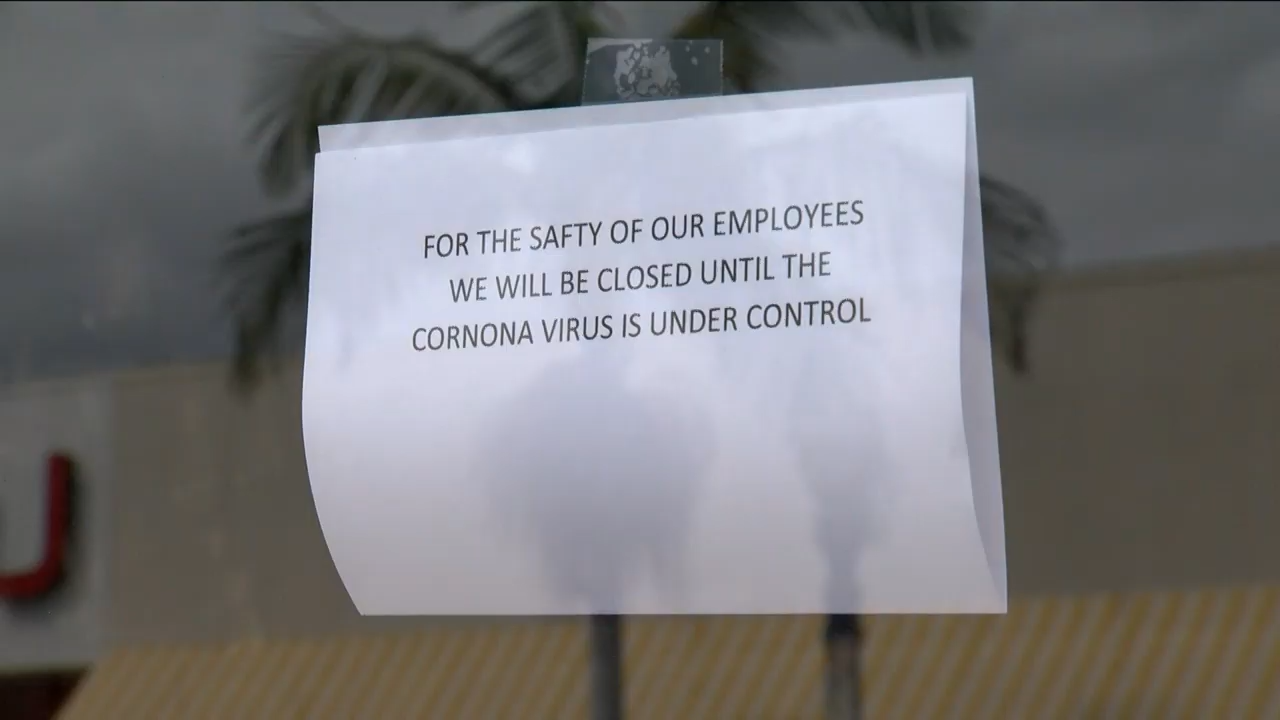 FOR THE SAFTY OF OUR EMPLOYEES
WE WILL BE CLOSED UNTIL THE
CORNONA VIRUS IS UNDER CONTROL